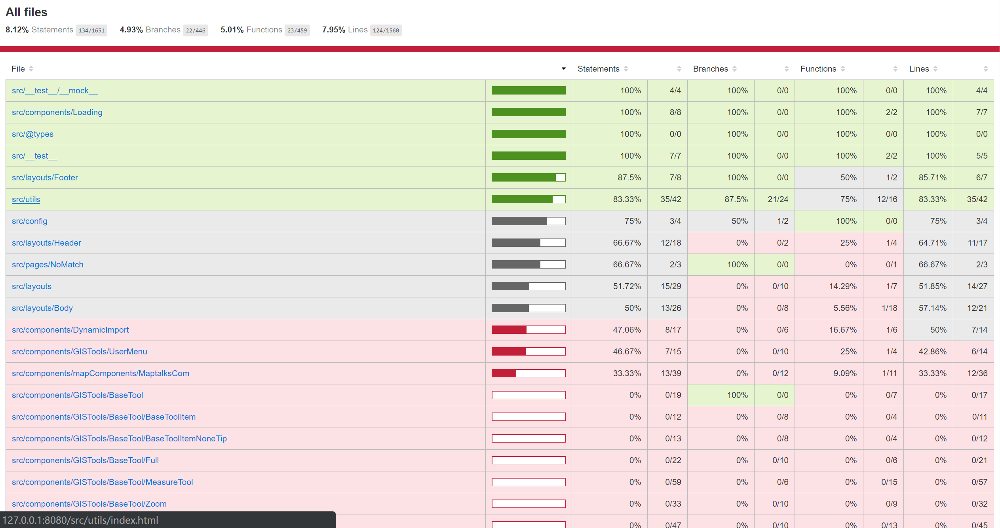 All files
8.12% Statements 134/1651 4.93% Branches 22/446 5.01% Functions 23/459 7.95% Lines 124/1560
File Statements Branches Functions Lines
src/__test__/__mock__ 100% 4/4 100% 0/0 100% 0/0 100% 4/4
src/components/Loading 100% 8/8 100% 0/0 100% 2/2 100% 7/7
src/@types 100% 0/0 100% 0/0 100% 0/0 100% 0/0
src/__test__ 100% 7/7 100% 0/0 100% 2/2 100% 5/5
src/layouts/Footer 87.5% 7/8 100% 0/0 50% 1/2 85.71% 6/7
src/utils 83.33% 35/42 87.5% 21/24 75% 12/16 83.33% 35/42
src/config 75% 3/4 50% 1/2 100% 0/0 75% 3/4
src/layouts/Header 66.67% 12/18 0% 0/2 25% 1/4 64.71% 11/17
src/pages/NoMatch 66.67% 2/3 100% 0/0 0% 0/1 66.67% 2/3
src/layouts 51.72% 15/29 0% 0/10 14.29% 1/7 51.85% 14/27
src/layouts/Body 50% 13/26 0% 0/8 5.56% 1/18 57.14% 12/21
src/components/DynamicImport 47.06% 8/17 0% 0/6 16.67% 1/6 50% 7/14
src/components/GISTools/UserMenu 46.67% 7/15 0% 0/10 25% 1/4 42.86% 6/14
src/components/mapComponents/MaptalksCom 33.33% 13/39 0% 0/12 9.09% 1/11 33.33% 12/36
src/components/GISTools/BaseTool 0% 0/19 100% 0/0 0% 0/7 0% 0/17
src/components/GISTools/BaseTool/BaseToolItem 0% 0/12 0% 0/8 0% 0/4 0% 0/11
src/components/GISTools/BaseTool/BaseToolItemNoneTip 0% 0/13 0% 0/8 0% 0/4 0% 0/12
src/components/GISTools/BaseTool/Full 0% 0/22 0% 0/10 0% 0/6 0% 0/21
src/components/GISTools/BaseTool/MeasureTool 0% 0/59 0% 0/6 0% 0/15 0% 0/57
src/components/GISTools/BaseTool/Zoom 0% 0/33 0% 0/10 0% 0/9 0% 0/32
127.0.0.1:8080/src/utils/index.html
0% 0/47 0% 0/10 0% 0/13 0% 0/45